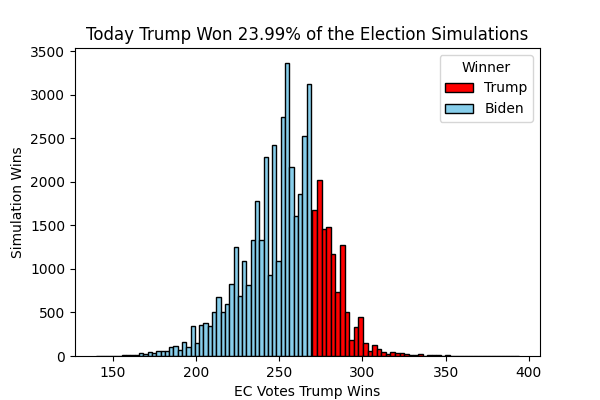 Today Trump Won 23.99% of the Election Simulations
3500
3000
2500
2000
1500
1000
500
0
Simulation Wins
Winner
Trump
Biden
150
200
250
300
350
400
EC Votes Trump Wins